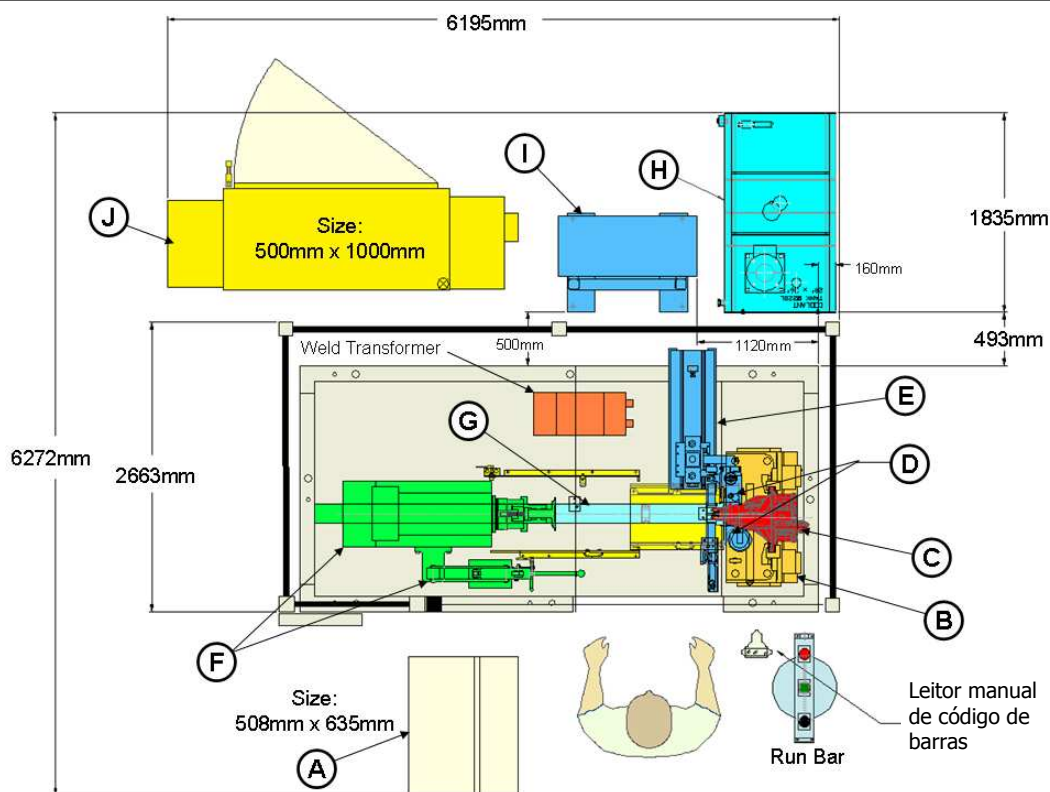 6195mm
I
H
J
Size:
500mm x 1000mm
1835mm
160mm
COOLANT
Weld Transformer
500mm
1120mm
493mm
E
G
D
6272mm
2663mm
C
B
F
Size:
508mm x 635mm
A
Leitor manual
de código de
barras
Run Bar